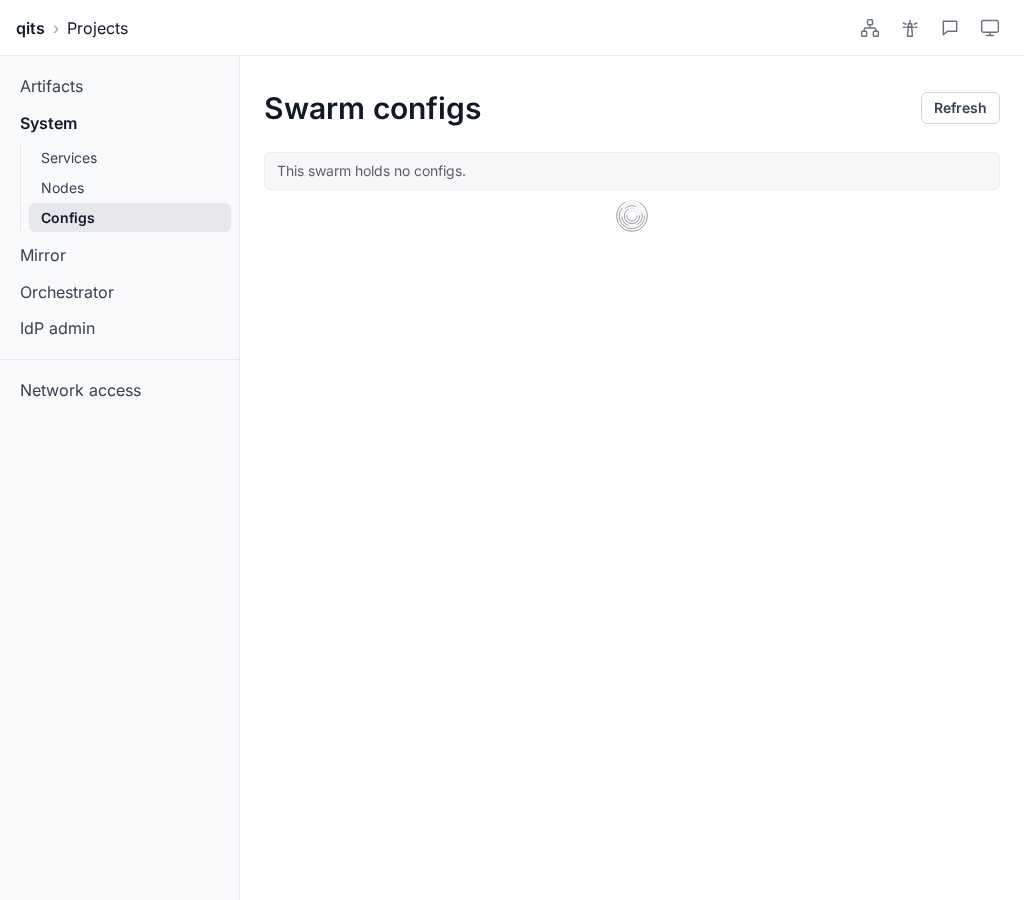 qits › Projects
Artifacts
System
Services
Nodes
Configs
Mirror
Orchestrator
IdP admin
Network access
Swarm configs
Refresh
This swarm holds no configs.